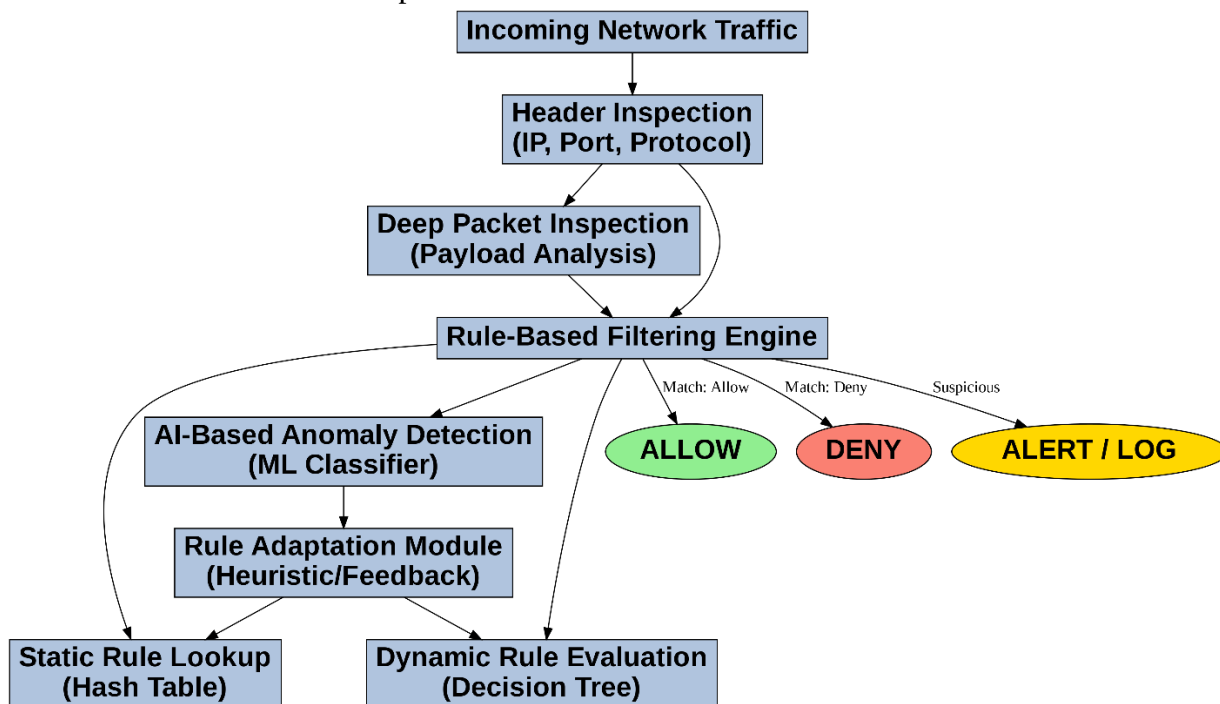 Incoming Network Traffic
Header Inspection
(IP, Port, Protocol)
Deep Packet Inspection
(Payload Analysis)
Rule-Based Filtering Engine
Match: Allow
Match: Deny
Suspicious
AI-Based Anomaly Detection
(ML Classifier)
ALLOW
DENY
ALERT / LOG
Rule Adaptation Module
(Heuristic/Feedback)
Static Rule Lookup
(Hash Table)
Dynamic Rule Evaluation
(Decision Tree)